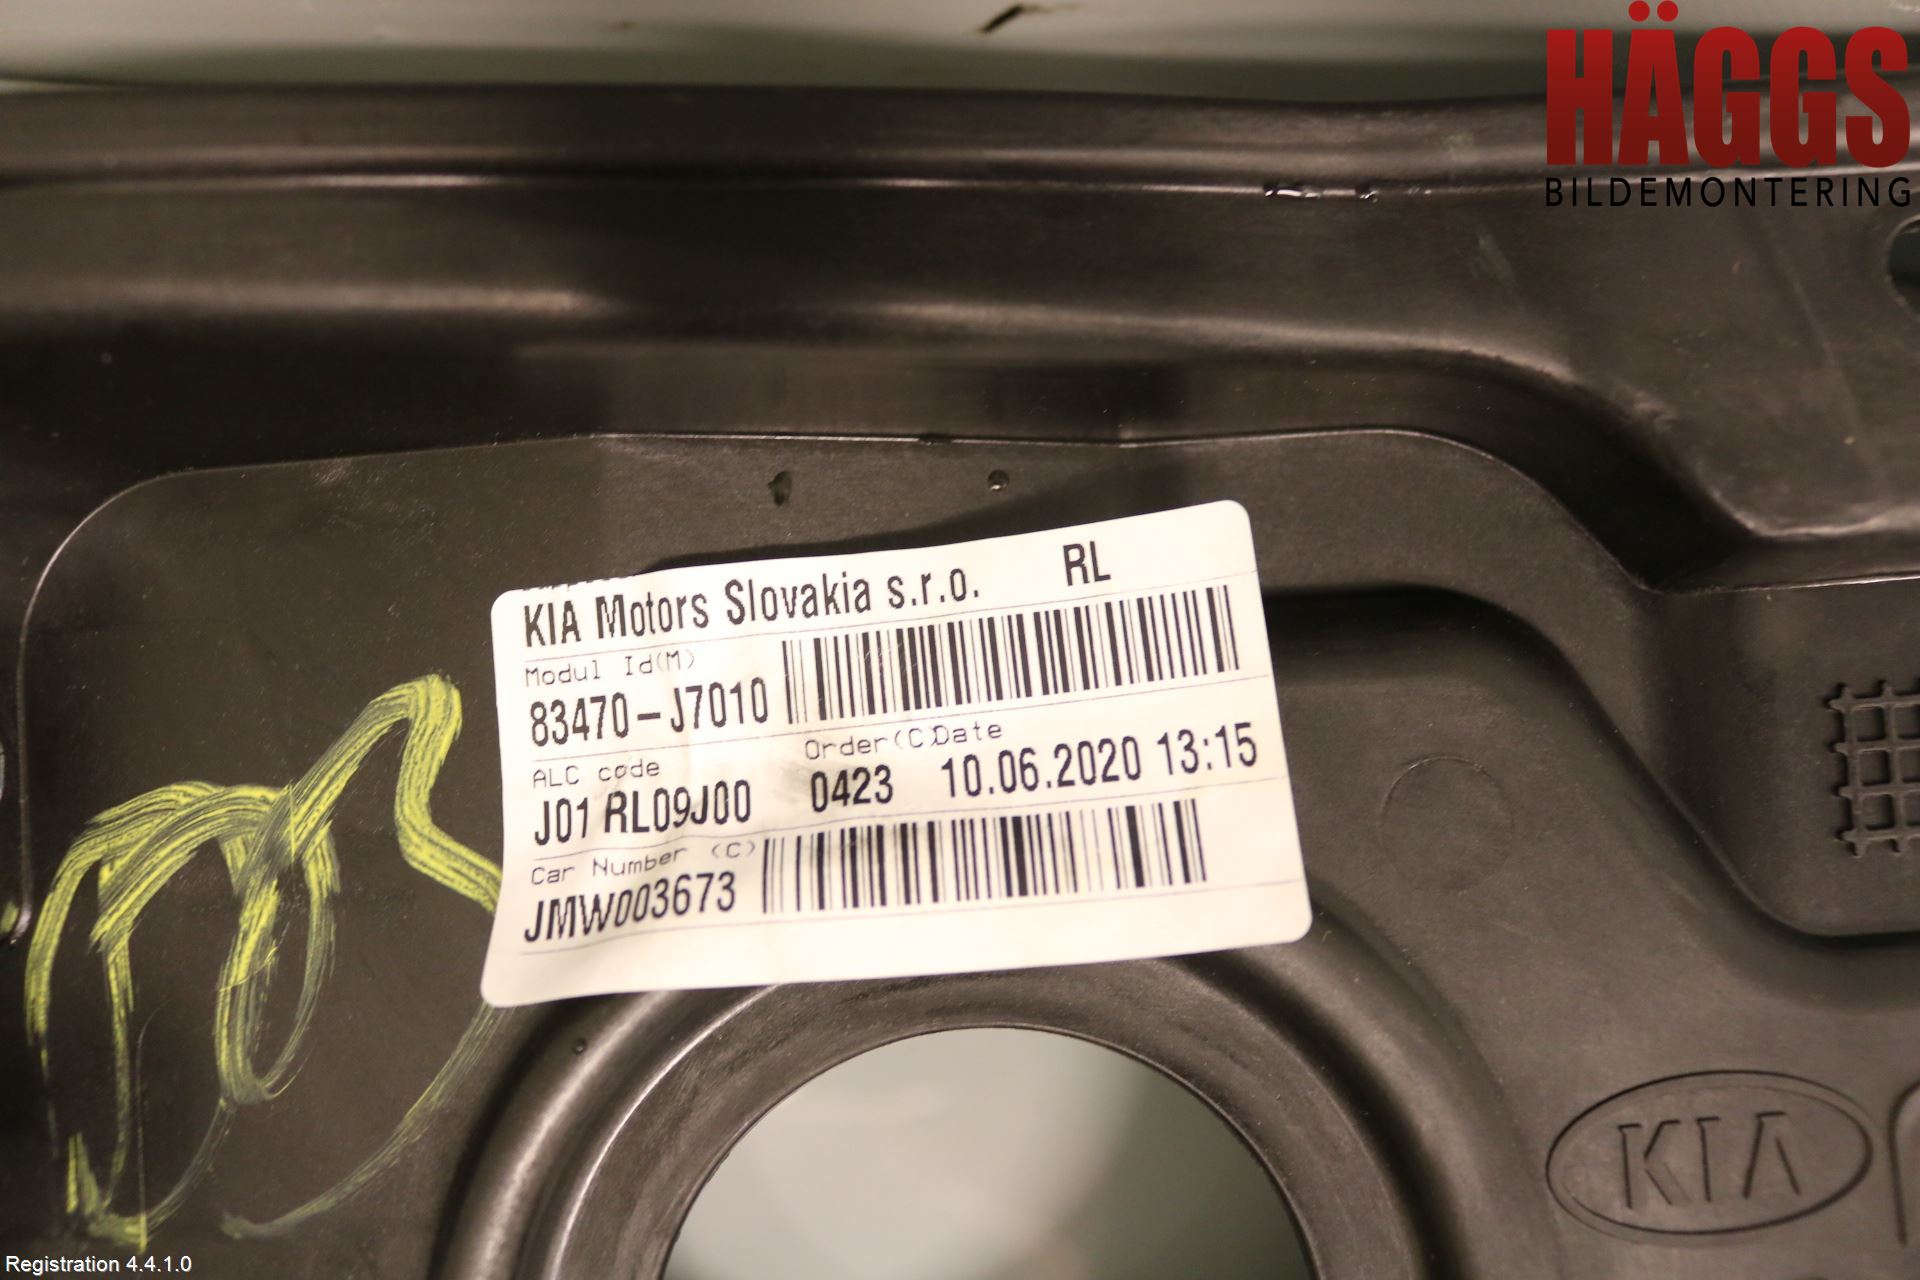 HÄGGS
BILDEMONTERING
KIA Motors Slovakia s.r.o. RL
Modul Id(M)
83470-J7010
ALC code Order(C)Date
J01 RL09J00 0423 10.06.2020 13:15
Car Number (C)
JMW003673
KIA
Registration 4.4.1.0